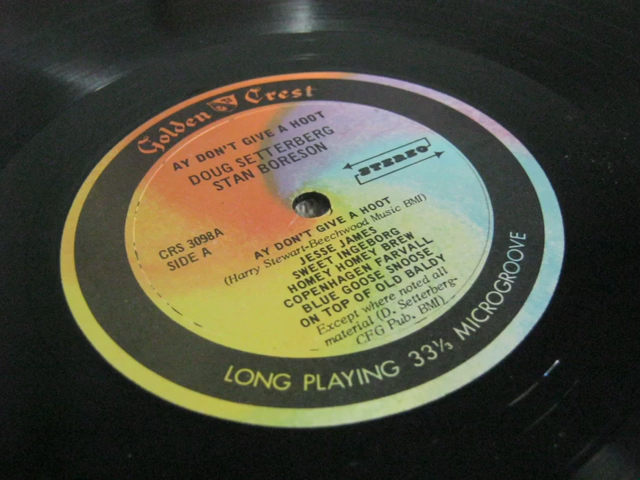 Golden Crest
AY DON'T GIVE A HOOT
DOUG SETTERBERG
STAN BORESON
STEREO
CRS 3098A
SIDE A
AY DON'T GIVE A HOOT
(Harry Stewart-Beechwood Music BMI)
JESSE JAMES
SWEET INGEBORG
HOMEY HOMEY BREW
COPENHAGEN FARYALL
BLUE GOOSE SNOOSE
ON TOP OF OLD BALDY
Except where noted all
material (D. Setterberg-
CFG Pub. BMI)
LONG PLAYING 33⅓ MICROGROOVE